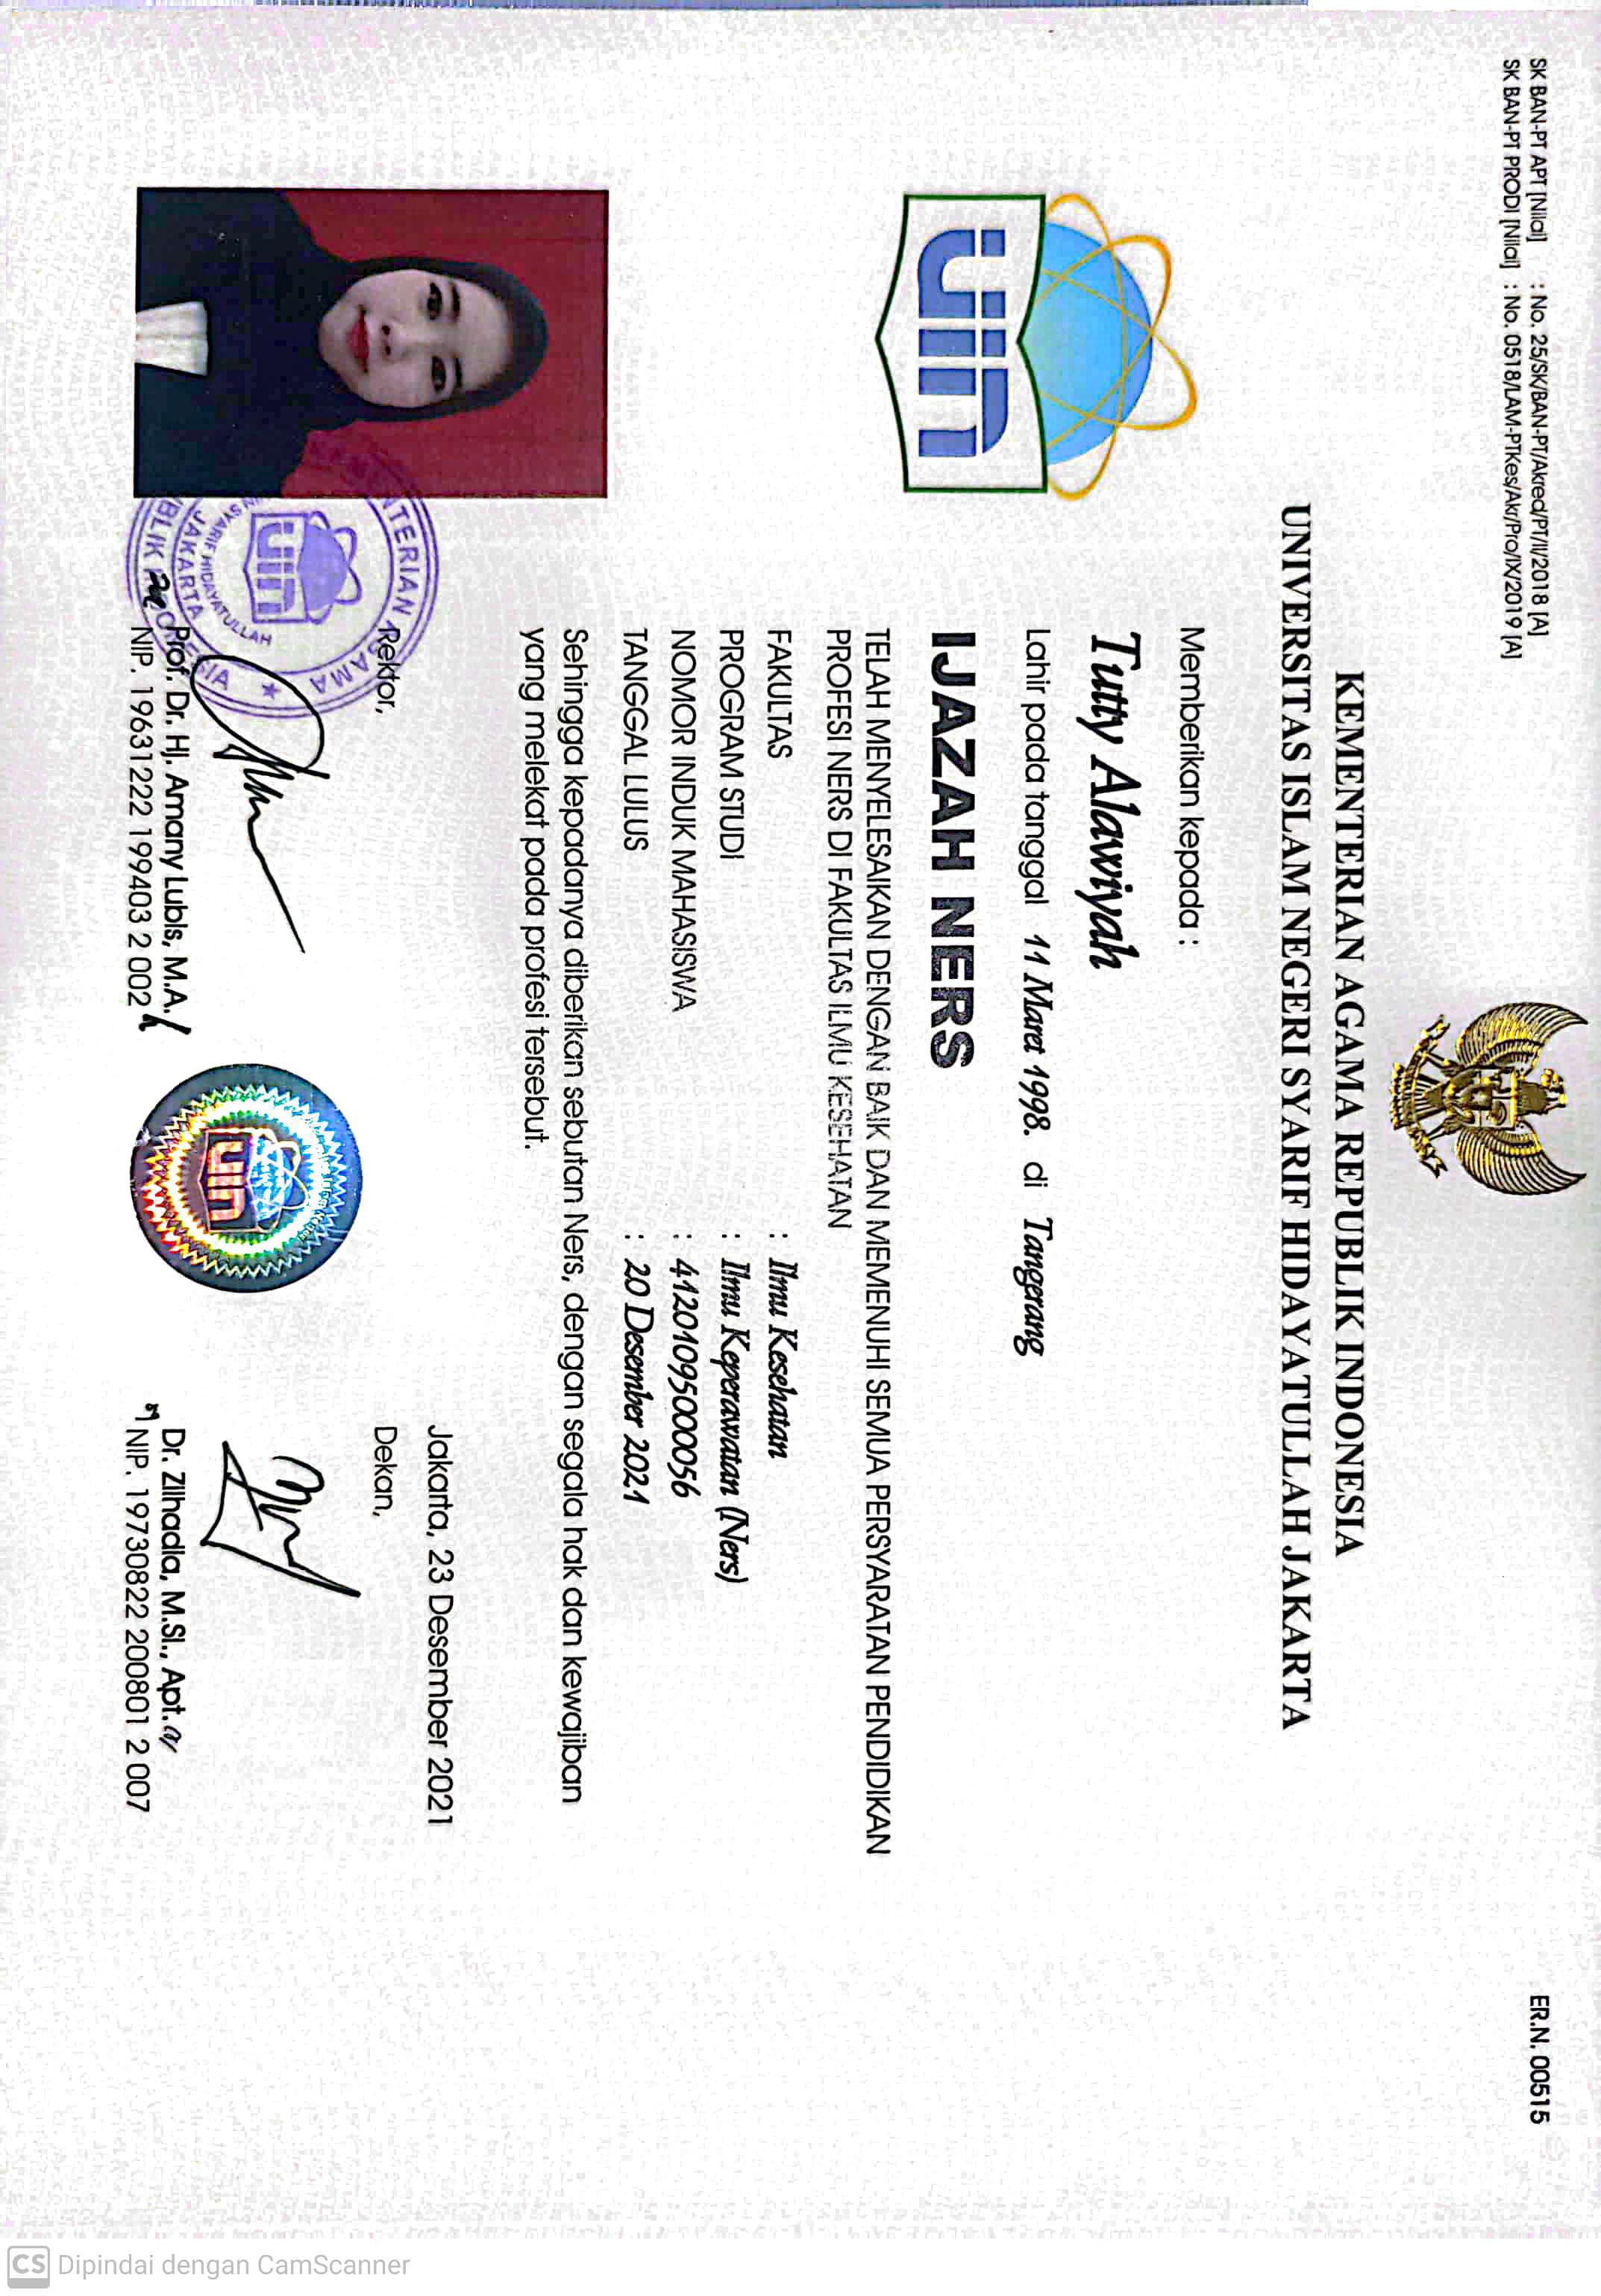 SK BAN-PT APT [Nilai] : No. 25/SK/BAN-PT/Akred/PT/II/2018 [A]
SK BAN-PT PRODI [Nilai] : No. 0518/LAM-PTKes/Akr/Pro/IX/2019 [A]
ER.N. 00515
KEMENTERIAN AGAMA REPUBLIK INDONESIA
UNIVERSITAS ISLAM NEGERI SYARIF HIDAYATULLAH JAKARTA
UIN
Memberikan kepada :
Tutty Alawiyah
Lahir pada tanggal 11 Maret 1998. di Tangerang
IJAZAH NERS
TELAH MENYELESAIKAN DENGAN BAIK DAN MEMENUHI SEMUA PERSYARATAN PENDIDIKAN
PROFESI NERS DI FAKULTAS ILMU KESEHATAN
FAKULTAS : Ilmu Kesehatan
PROGRAM STUDI : Ilmu Keperawatan (Ners)
NOMOR INDUK MAHASISWA : 41201095000056
TANGGAL LULUS : 20 Desember 2021
Sehingga kepadanya diberikan sebutan Ners, dengan segala hak dan kewajiban
yang melekat pada profesi tersebut.
Jakarta, 23 Desember 2021
Rektor,
Dekan,
SYARIF HIDAYATULLAH
JAKARTA
UIN
UIN
Prof. Dr. Hj. Amany Lubis, M.A.
NIP. 19631222 199403 2 002
Dr. Zilhadia, M.Si., Apt.
NIP. 19730822 200801 2 007
CS Dipindai dengan CamScanner